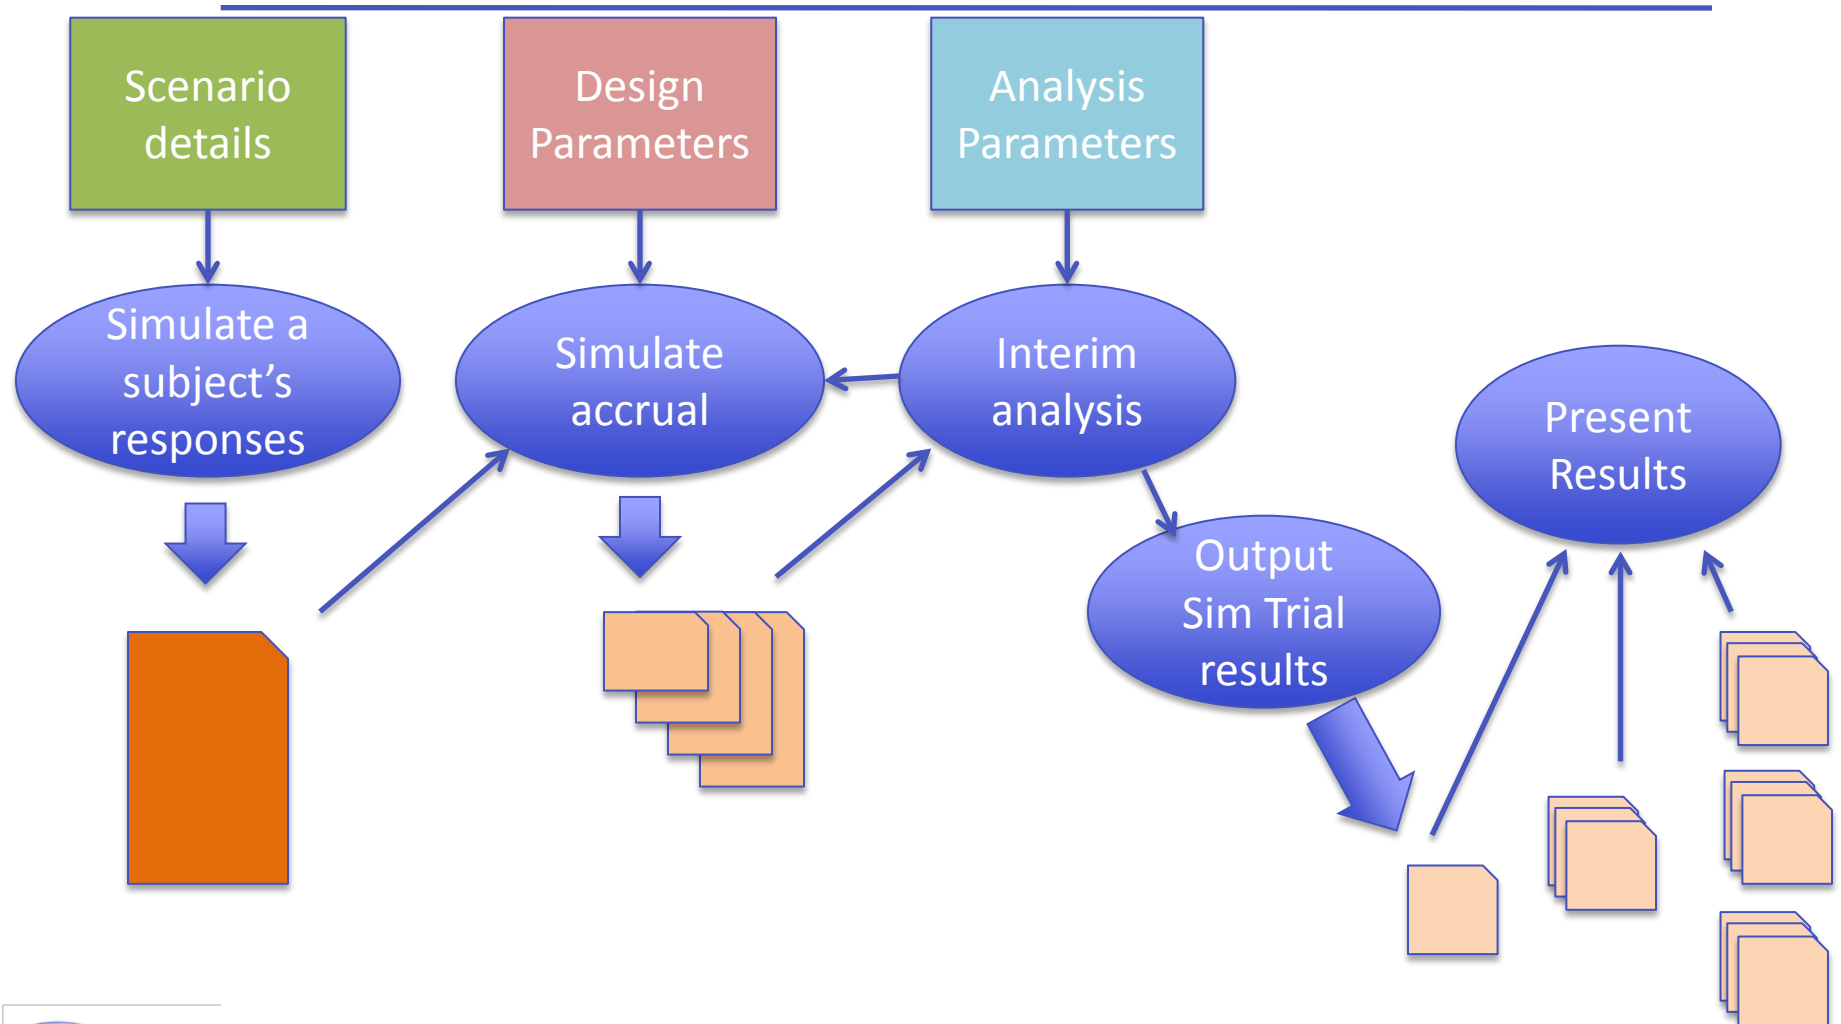 Scenario
details
Design
Parameters
Analysis
Parameters
Simulate a
subject's
responses
Simulate
accrual
Interim
analysis
Present
Results
Output
Sim Trial
results